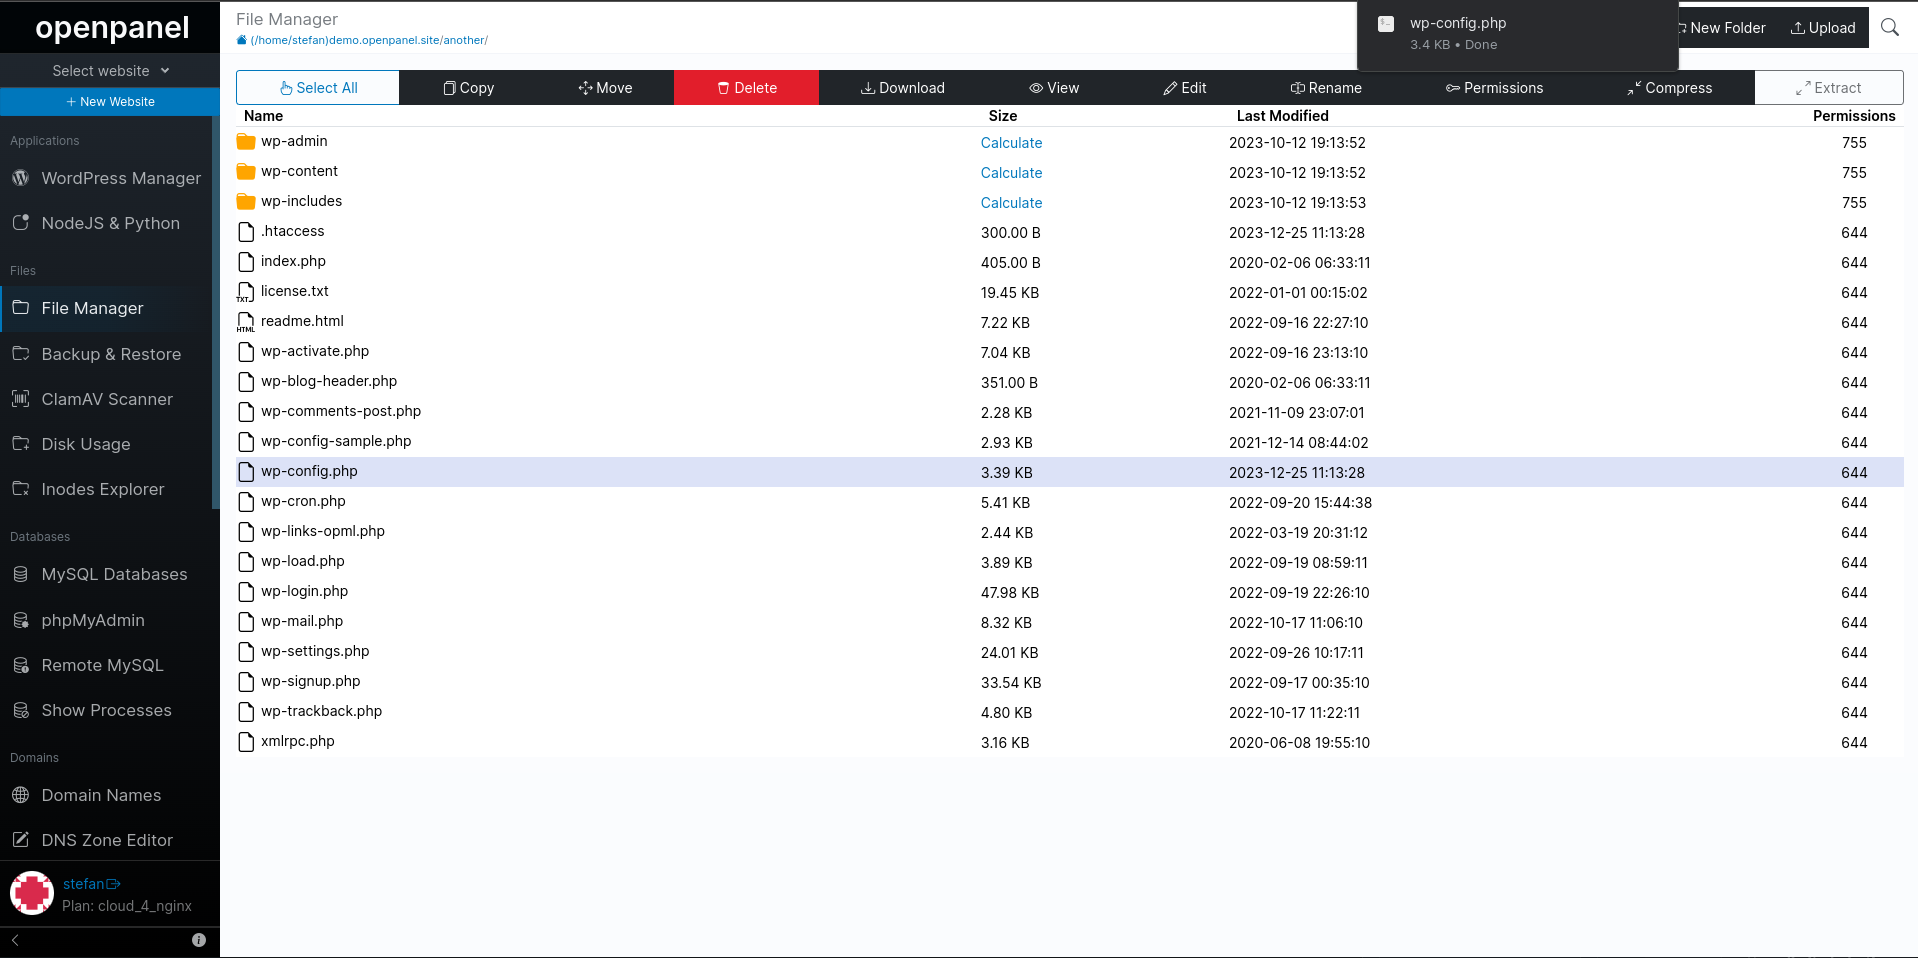 openpanel
Select website
+ New Website
Applications
WordPress Manager
NodeJS & Python
Files
File Manager
Backup & Restore
ClamAV Scanner
Disk Usage
Inodes Explorer
Databases
MySQL Databases
phpMyAdmin
Remote MySQL
Show Processes
Domains
Domain Names
DNS Zone Editor
stefan
Plan: cloud_4_nginx
File Manager
(/home/stefan)demo.openpanel.site/another/
wp-config.php
3.4 KB • Done
New Folder Upload
Select All Copy Move Delete Download View Edit Rename Permissions Compress Extract
Name Size Last Modified Permissions
wp-admin Calculate 2023-10-12 19:13:52 755
wp-content Calculate 2023-10-12 19:13:52 755
wp-includes Calculate 2023-10-12 19:13:53 755
.htaccess 300.00 B 2023-12-25 11:13:28 644
index.php 405.00 B 2020-02-06 06:33:11 644
TXT license.txt 19.45 KB 2022-01-01 00:15:02 644
HTML readme.html 7.22 KB 2022-09-16 22:27:10 644
wp-activate.php 7.04 KB 2022-09-16 23:13:10 644
wp-blog-header.php 351.00 B 2020-02-06 06:33:11 644
wp-comments-post.php 2.28 KB 2021-11-09 23:07:01 644
wp-config-sample.php 2.93 KB 2021-12-14 08:44:02 644
wp-config.php 3.39 KB 2023-12-25 11:13:28 644
wp-cron.php 5.41 KB 2022-09-20 15:44:38 644
wp-links-opml.php 2.44 KB 2022-03-19 20:31:12 644
wp-load.php 3.89 KB 2022-09-19 08:59:11 644
wp-login.php 47.98 KB 2022-09-19 22:26:10 644
wp-mail.php 8.32 KB 2022-10-17 11:06:10 644
wp-settings.php 24.01 KB 2022-09-26 10:17:11 644
wp-signup.php 33.54 KB 2022-09-17 00:35:10 644
wp-trackback.php 4.80 KB 2022-10-17 11:22:11 644
xmlrpc.php 3.16 KB 2020-06-08 19:55:10 644